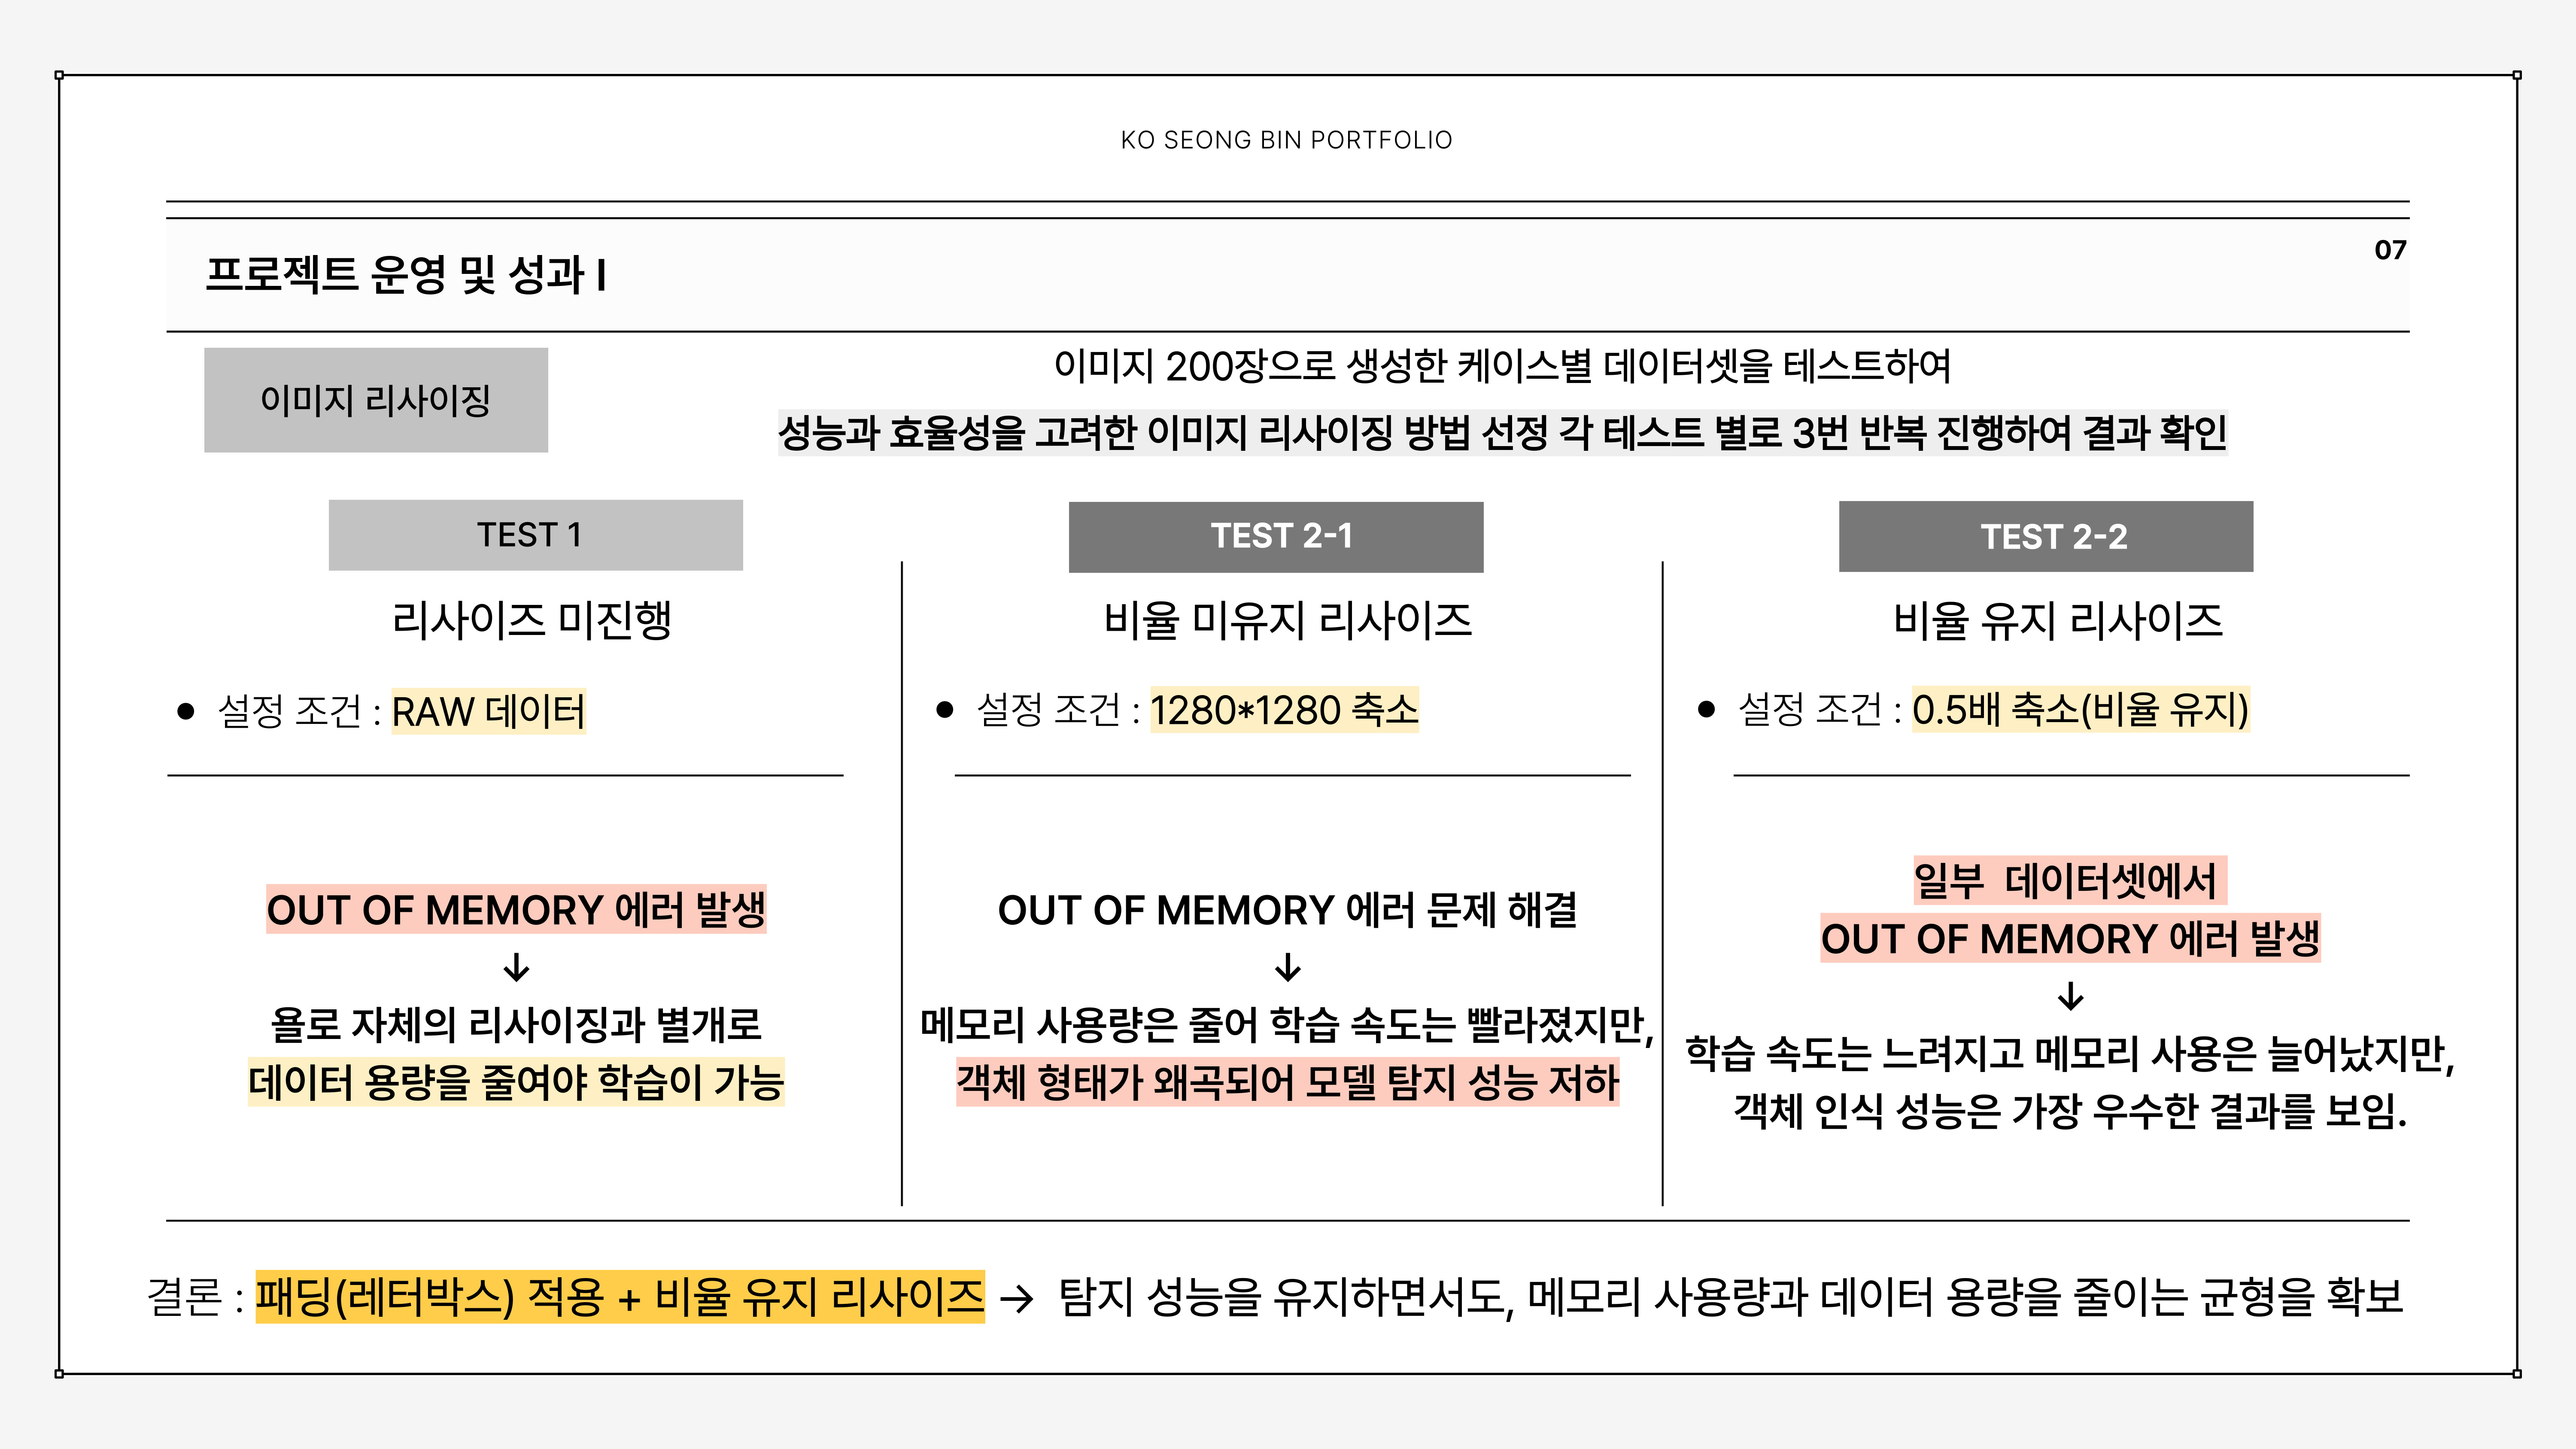 KO SEONG BIN PORTFOLIO
프로젝트 운영 및 성과 I
07
이미지 리사이징
이미지 200장으로 생성한 케이스별 데이터셋을 테스트하여
성능과 효율성을 고려한 이미지 리사이징 방법 선정 각 테스트 별로 3번 반복 진행하여 결과 확인
TEST 1
리사이즈 미진행
● 설정 조건 : RAW 데이터
OUT OF MEMORY 에러 발생
↓
욜로 자체의 리사이징과 별개로
데이터 용량을 줄여야 학습이 가능
TEST 2-1
비율 미유지 리사이즈
● 설정 조건 : 1280*1280 축소
OUT OF MEMORY 에러 문제 해결
↓
메모리 사용량은 줄어 학습 속도는 빨라졌지만,
객체 형태가 왜곡되어 모델 탐지 성능 저하
TEST 2-2
비율 유지 리사이즈
● 설정 조건 : 0.5배 축소(비율 유지)
일부 데이터셋에서
OUT OF MEMORY 에러 발생
↓
학습 속도는 느려지고 메모리 사용은 늘어났지만,
객체 인식 성능은 가장 우수한 결과를 보임.
결론 : 패딩(레터박스) 적용 + 비율 유지 리사이즈 → 탐지 성능을 유지하면서도, 메모리 사용량과 데이터 용량을 줄이는 균형을 확보